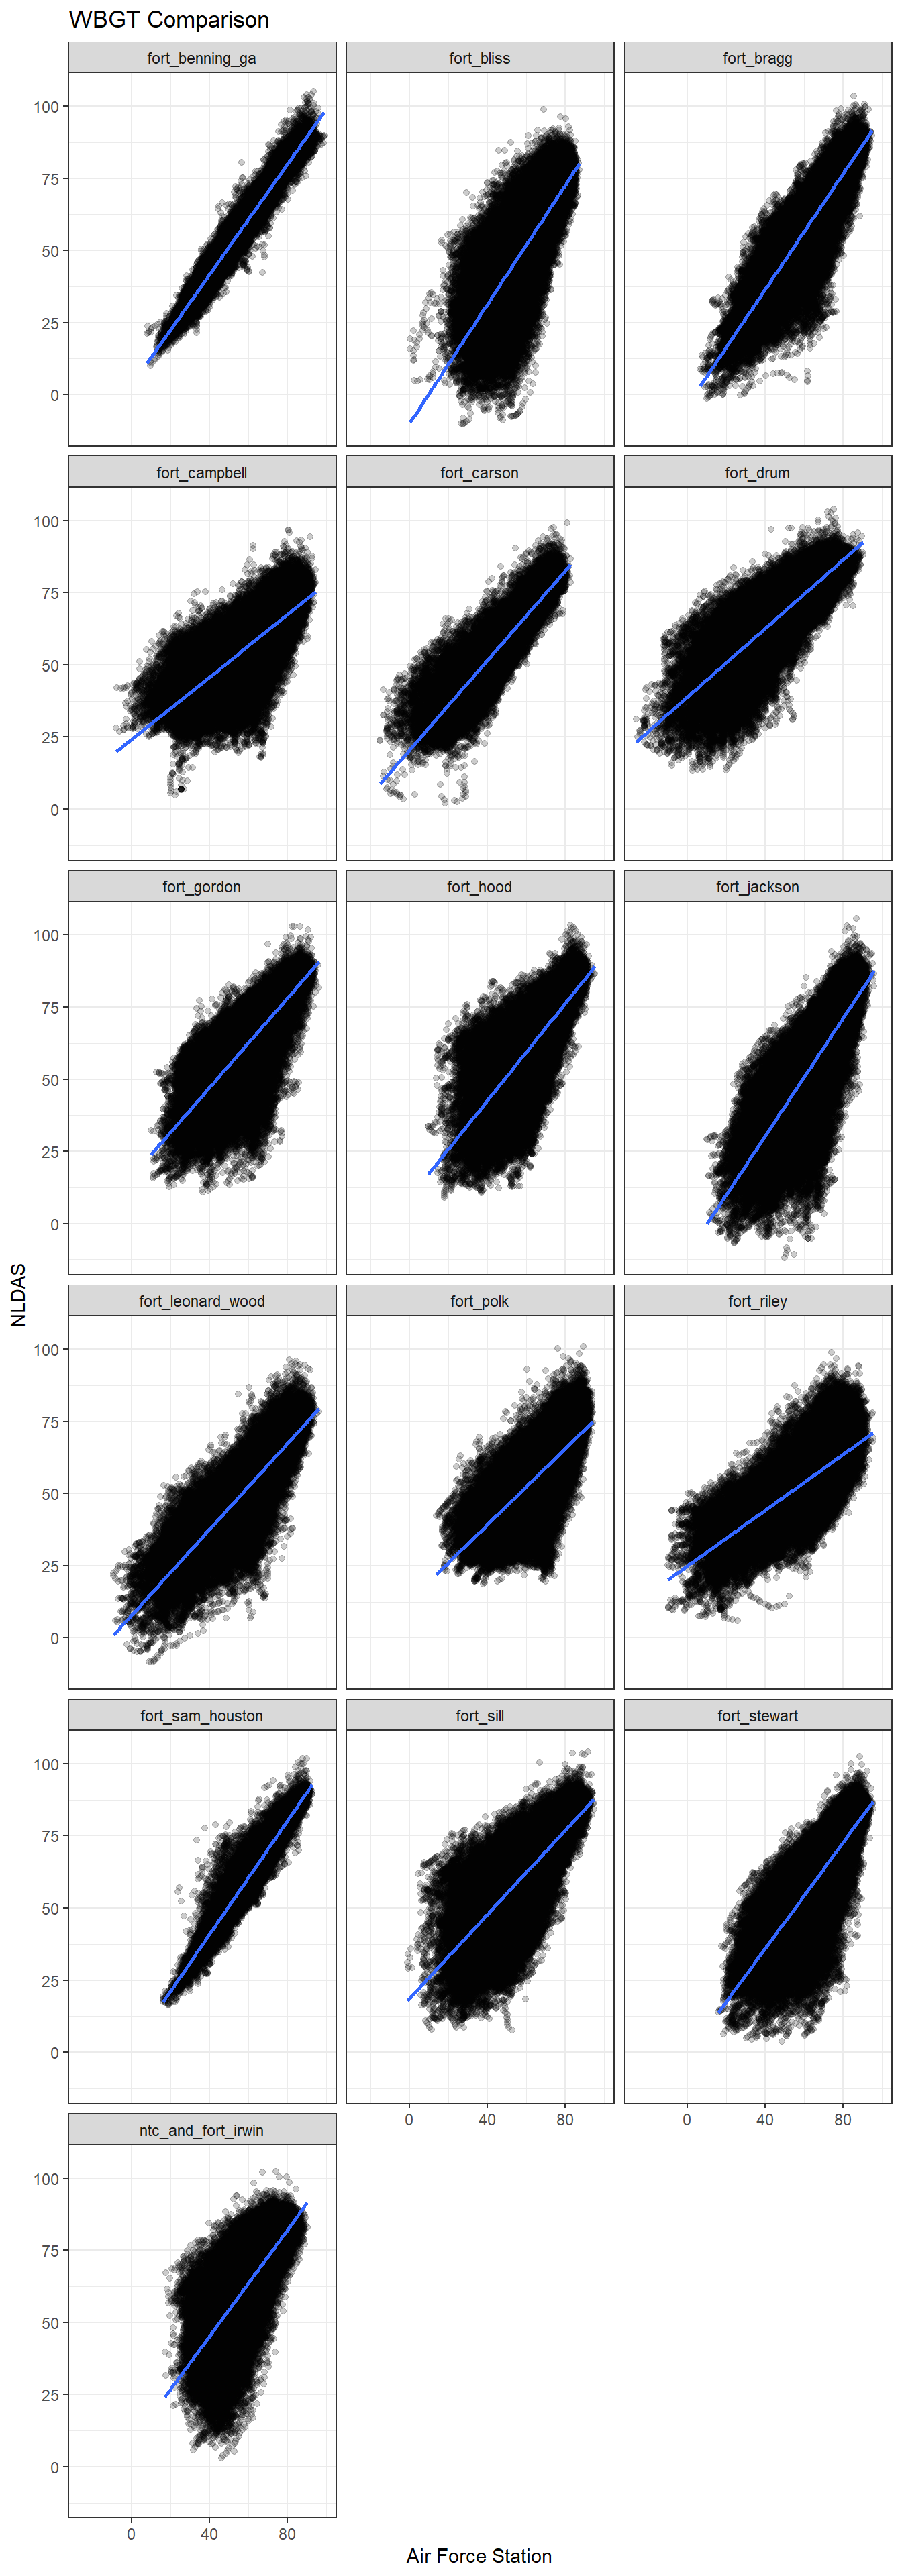 WBGT Comparison
fort_benning_ga fort_bliss fort_bragg
100
75
50
25
0
fort_campbell fort_carson fort_drum
100
75
50
25
0
fort_gordon fort_hood fort_jackson
100
75
50
25
0
NLDAS
fort_leonard_wood fort_polk fort_riley
100
75
50
25
0
fort_sam_houston fort_sill fort_stewart
100
75
50
25
0
0 40 80 0 40 80
ntc_and_fort_irwin
100
75
50
25
0
0 40 80
Air Force Station